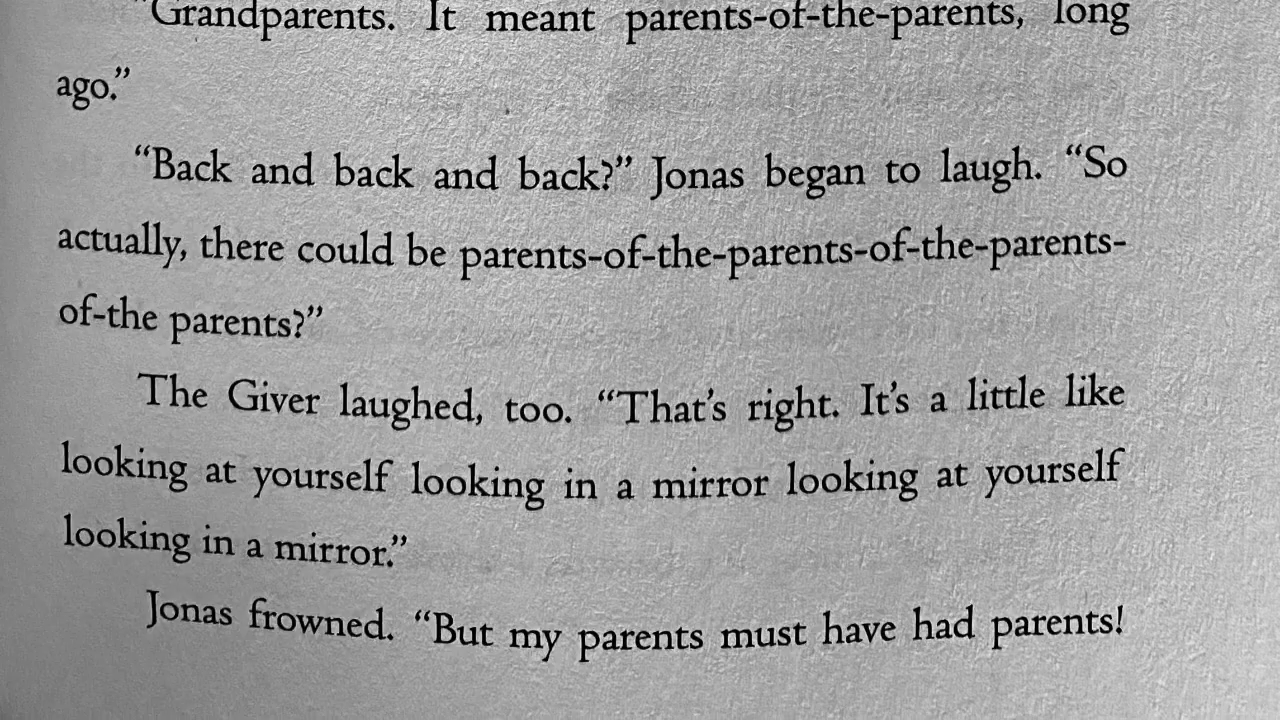 “Grandparents. It meant parents-of-the-parents, long
ago.”
“Back and back and back?” Jonas began to laugh. “So
actually, there could be parents-of-the-parents-of-the-parents-
of-the parents?”
The Giver laughed, too. “That’s right. It’s a little like
looking at yourself looking in a mirror looking at yourself
looking in a mirror.”
Jonas frowned. “But my parents must have had parents!